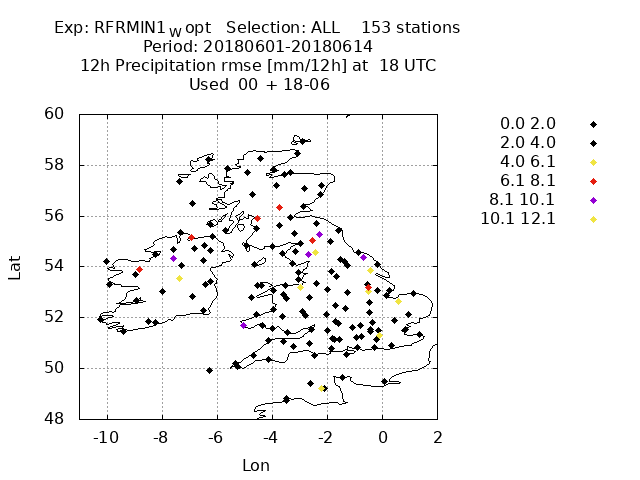 Exp: RFRMIN1_W opt Selection: ALL 153 stations
Period: 20180601-20180614
12h Precipitation rmse [mm/12h] at 18 UTC
Used 00 + 18-06
60
58
56
54
52
50
48
Lat
-10 -8 -6 -4 -2 0 2
Lon
0.0 2.0
2.0 4.0
4.0 6.1
6.1 8.1
8.1 10.1
10.1 12.1